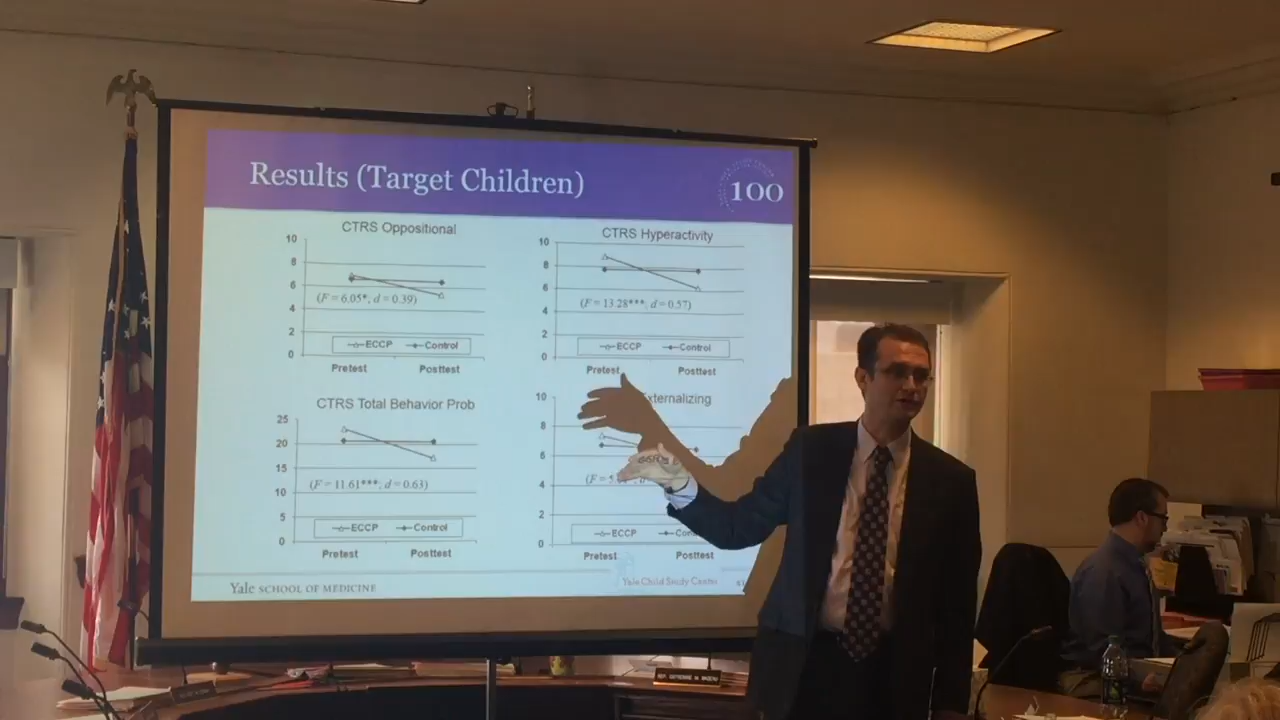 Results (Target Children)
100
CTRS Oppositional
10
8
6
4
2
0
(F = 6.05*; d = 0.39)
ECCP Control
Pretest Posttest
CTRS Hyperactivity
10
8
6
4
2
0
(F = 13.28***; d = 0.57)
ECCP Control
Pretest Posttest
CTRS Total Behavior Prob
25
20
15
10
5
0
(F = 11.61***; d = 0.63)
ECCP Control
Pretest Posttest
Externalizing
10
8
6
4
2
0
(F = 5.
ECCP Cont
Pretest Posttest
Yale SCHOOL OF MEDICINE
Yale Child Study Center